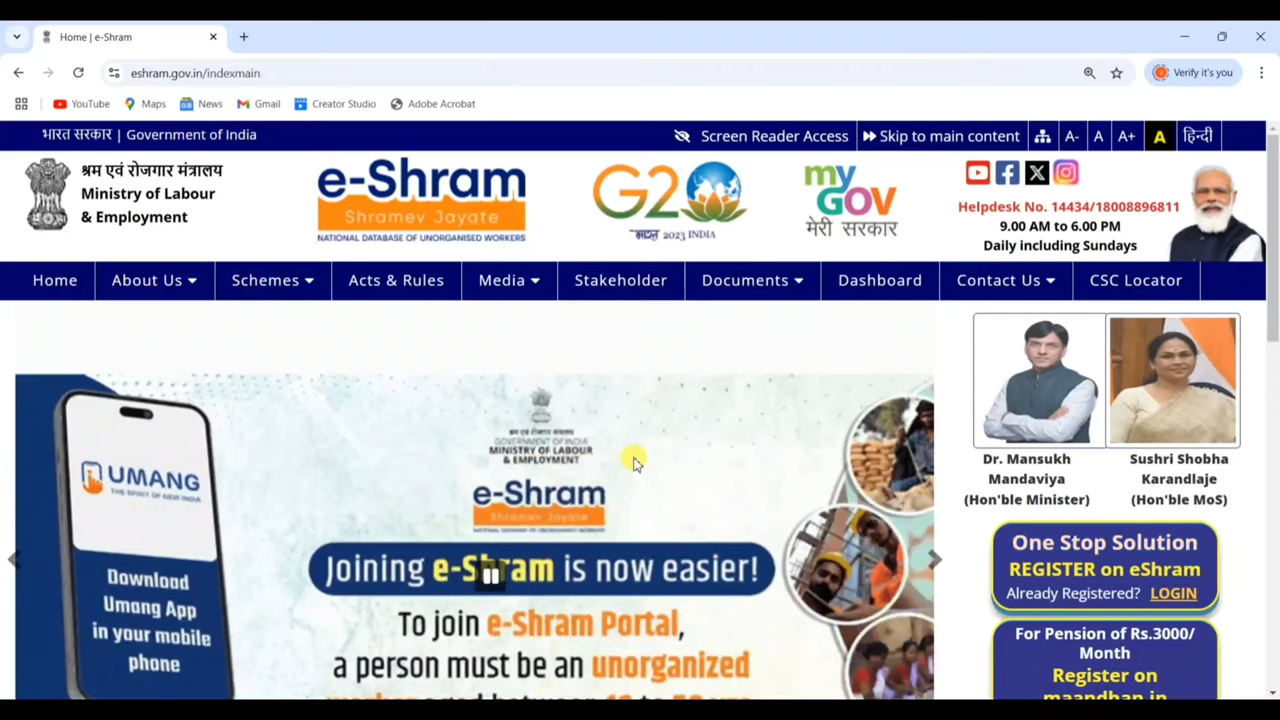 Home | e-Shram
eshram.gov.in/indexmain
Verify it's you
YouTube
Maps
News
Gmail
Creator Studio
Adobe Acrobat
भारत सरकार | Government of India
Screen Reader Access
Skip to main content
A-
A
A+
A
हिन्दी
श्रम एवं रोजगार मंत्रालय
Ministry of Labour
& Employment
e-Shram
Shramev Jayate
NATIONAL DATABASE OF UNORGANISED WORKERS
G20
2023 INDIA
my
GOV
मेरी सरकार
Helpdesk No. 14434/18008896811
9.00 AM to 6.00 PM
Daily including Sundays
Home
About Us
Schemes
Acts & Rules
Media
Stakeholder
Documents
Dashboard
Contact Us
CSC Locator
UMANG
Download
Umang App
in your mobile
phone
GOVERNMENT OF INDIA
MINISTRY OF LABOUR
& EMPLOYMENT
e-Shram
Shramev Jayate
Joining e-Shram is now easier!
To join e-Shram Portal,
a person must be an unorganized
Dr. Mansukh
Mandaviya
(Hon'ble Minister)
Sushri Shobha
Karandlaje
(Hon'ble MoS)
One Stop Solution
REGISTER on eShram
Already Registered? LOGIN
For Pension of Rs.3000/
Month
Register on
maandhan.in